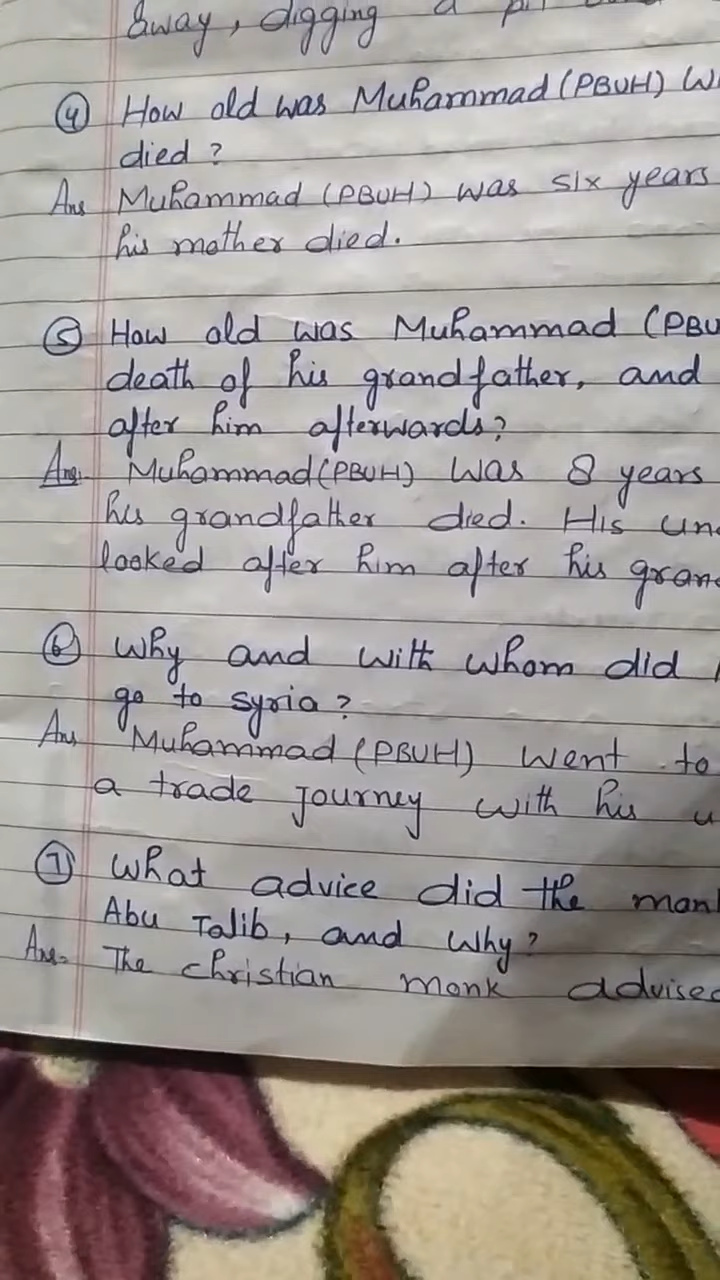 away, digging a
④ How old was Muhammad (PBUH)
died ?
Ans Muhammad (PBUH) was six years
his mother died.
⑤ How old was Muhammad (PBU
death of his grandfather, and
after him afterwards?
Ans. Muhammad (PBUH) was 8 years
his grandfather died. His un
looked after him after his gran
⑥ Why and with whom did
go to syria ?
Ans Muhammad (PBUH) went to
a trade journey with his u
⑦ What advice did the mon
Abu Talib, and why?
Ans- The christian monk advised